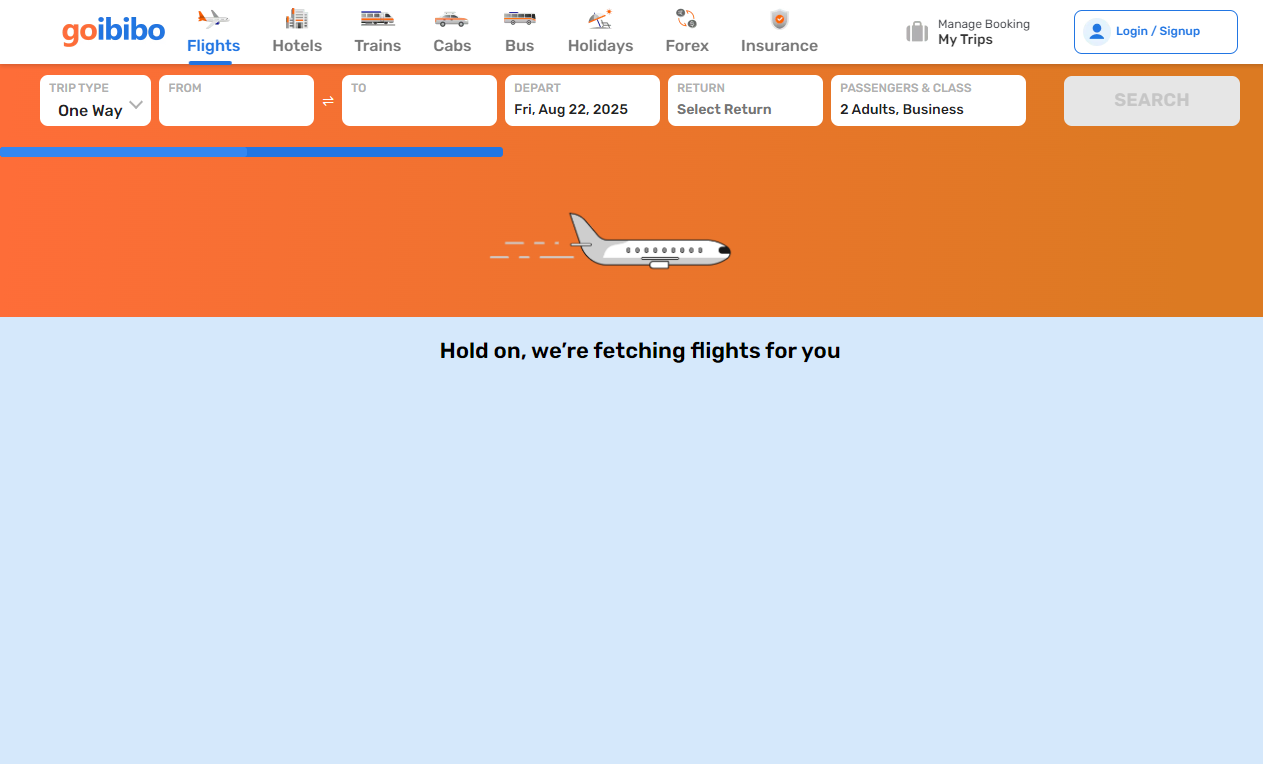 goibibo
Flights
Hotels
Trains
Cabs
Bus
Holidays
Forex
Insurance
Manage Booking
My Trips
Login / Signup
TRIP TYPE
One Way
FROM
TO
DEPART
Fri, Aug 22, 2025
RETURN
Select Return
PASSENGERS & CLASS
2 Adults, Business
SEARCH
Hold on, we’re fetching flights for you